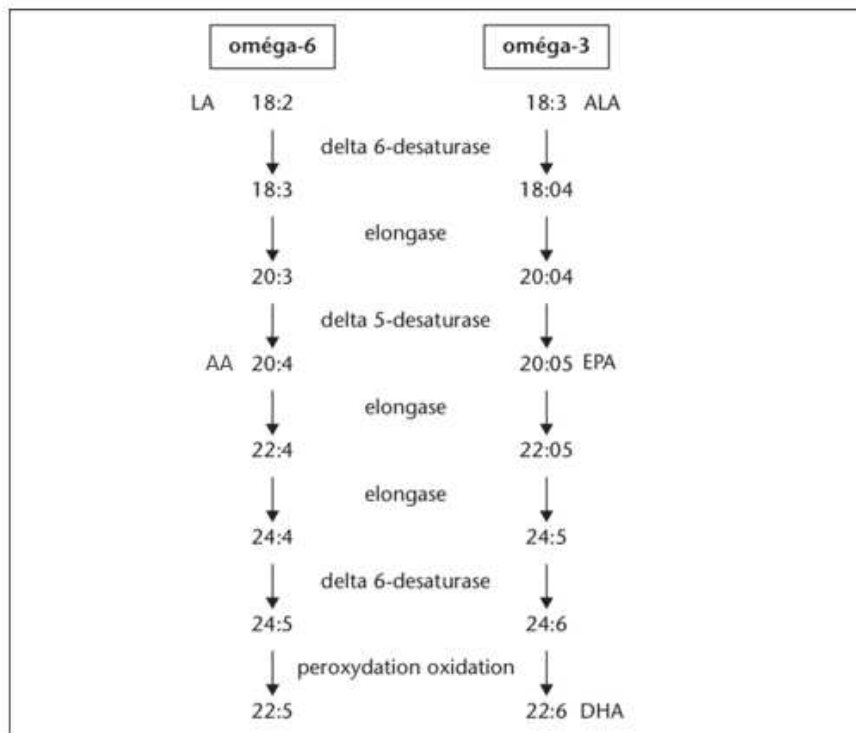 oméga-6 oméga-3
LA 18:2 18:3 ALA
delta 6-desaturase
18:3 18:04
elongase
20:3 20:04
delta 5-desaturase
AA 20:4 20:05 EPA
elongase
22:4 22:05
elongase
24:4 24:5
delta 6-desaturase
24:5 24:6
peroxydation oxidation
22:5 22:6 DHA